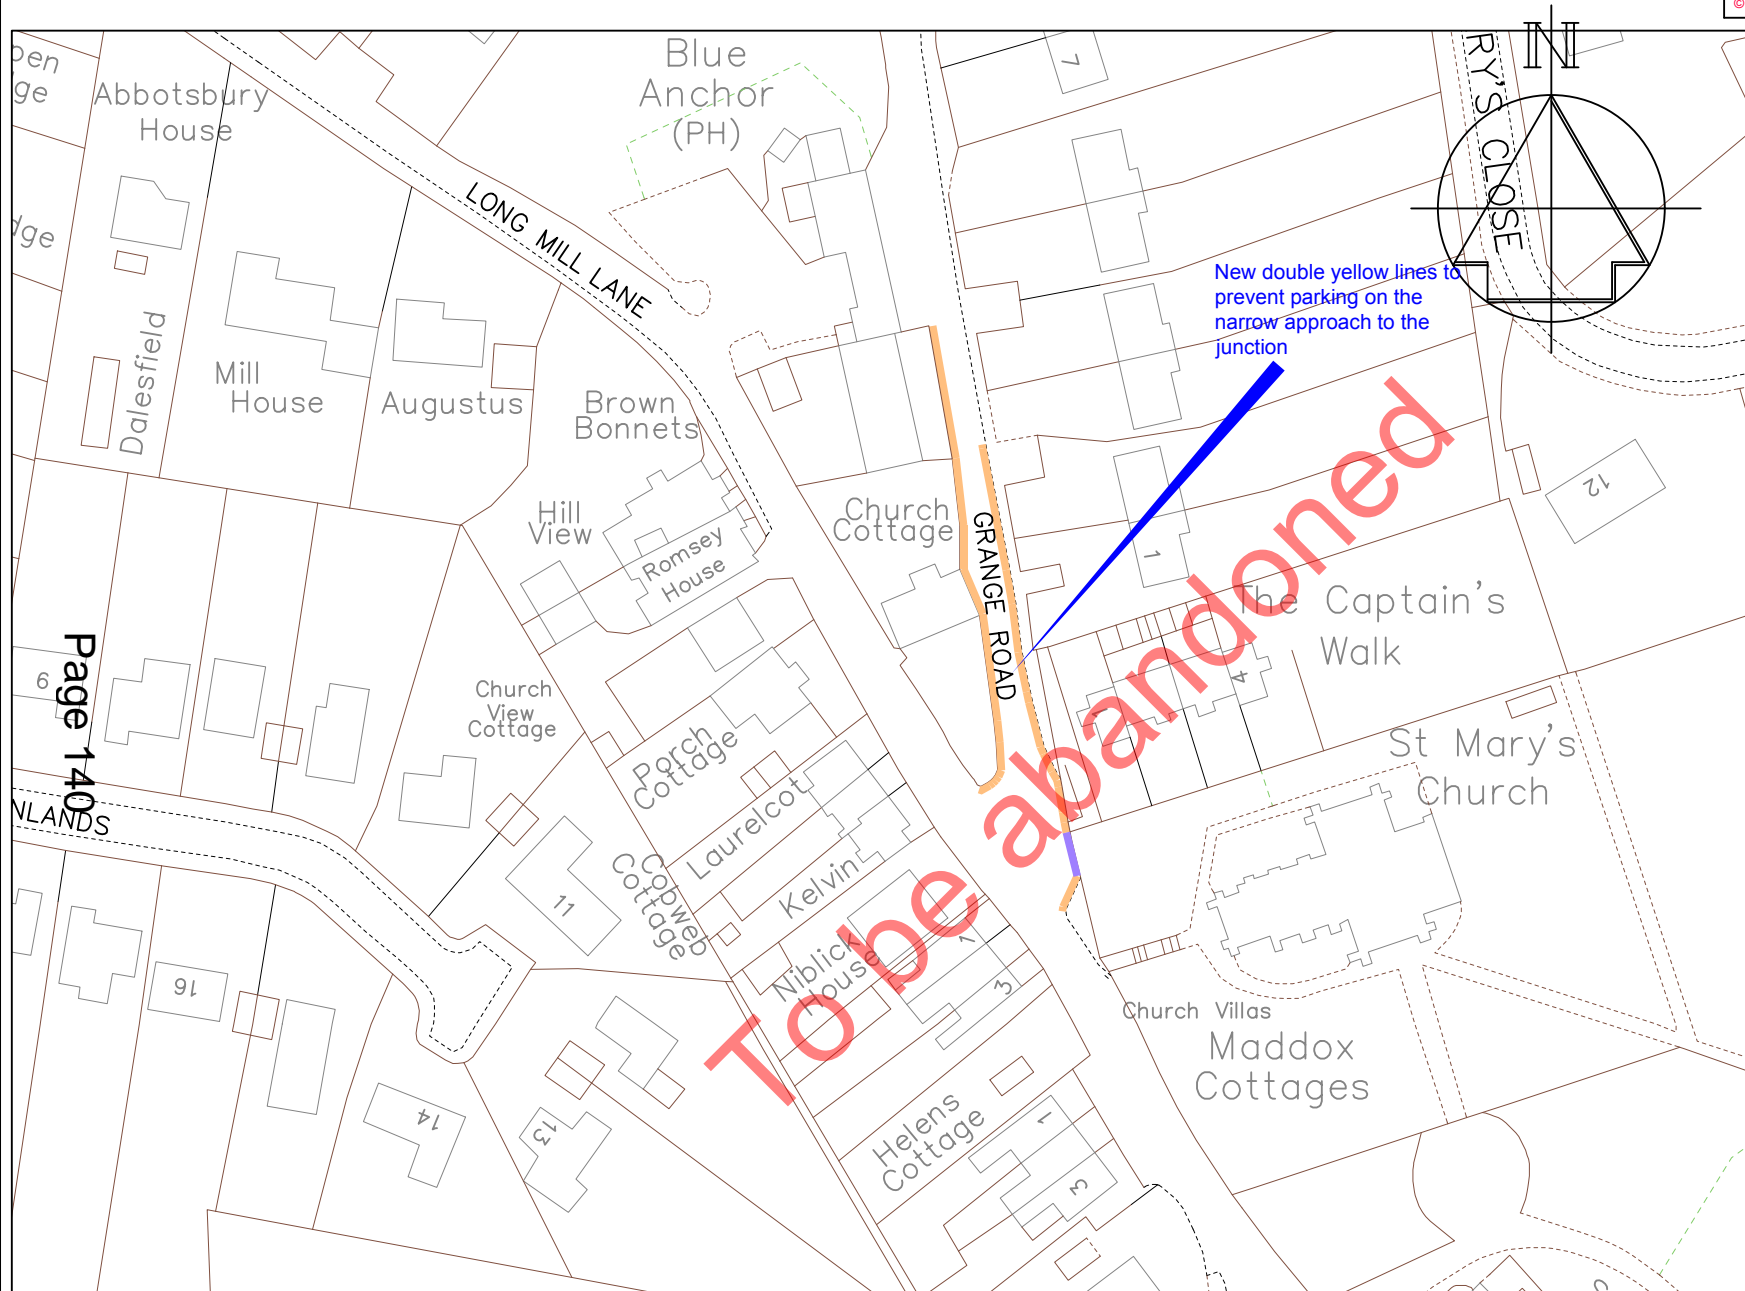 ©
Blue
Anchor
(PH)
Abbotsbury
House
7
N
RY'S CLOSE
LONG MILL LANE
dge
New double yellow lines to
prevent parking on the
narrow approach to the
junction
Dalesfield
Mill
House
Augustus
Brown
Bonnets
Hill
View
Romsey
House
Church
Cottage
GRANGE ROAD
1
12
The Captain's
Walk
Page 140
6
Church
View
Cottage
Porch
Cottage
4
1
St Mary's
Church
NLANDS
Laurelcot
Kelvin
Cobweb
Cottage
11
Niblick
House
1
3
16
To be abandoned
Church Villas
Maddox
Cottages
14
13
Helens
Cottage
1
3